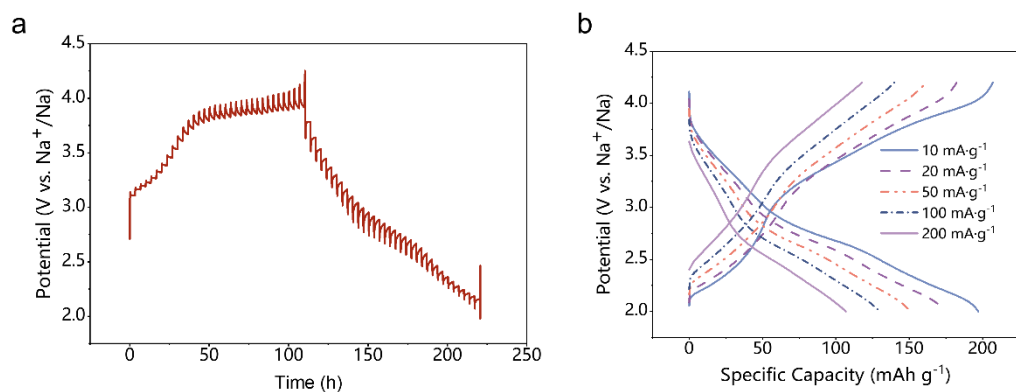 a
4.5
4.0
3.5
3.0
2.5
2.0
0
50
100
150
200
250
Potential (V vs. Na⁺/Na)
Time (h)
b
4.5
4.0
3.5
3.0
2.5
2.0
0
50
100
150
200
Potential (V vs. Na⁺/Na)
Specific Capacity (mAh g⁻¹)
10 mA·g⁻¹
20 mA·g⁻¹
50 mA·g⁻¹
100 mA·g⁻¹
200 mA·g⁻¹